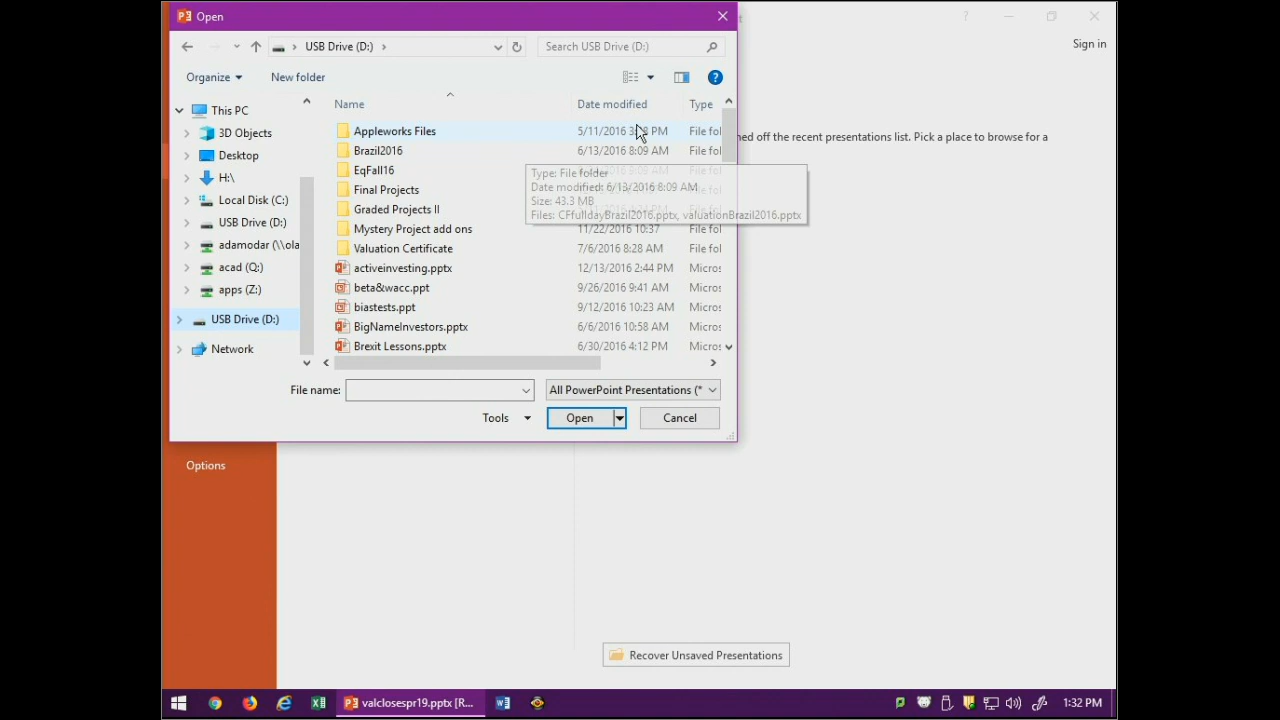 Open
Sign in
USB Drive (D:)
Search USB Drive (D:)
Organize
New folder
Name
Date modified
Type
This PC
3D Objects
Desktop
H:\
Local Disk (C:)
USB Drive (D:)
adamodar (\\ola
acad (Q:)
apps (Z:)
USB Drive (D:)
Network
Appleworks Files 5/11/2016 PM File fol
Brazil2016 6/13/2016 8:09 AM File fol
EqFall16
Final Projects
Graded Projects II
Mystery Project add ons 11/22/2016 10:37 File fol
Valuation Certificate 7/6/2016 8:28 AM File fol
activeinvesting.pptx 12/13/2016 2:44 PM Micros
beta&wacc.ppt 9/26/2016 9:41 AM Micros
biastests.ppt 9/12/2016 10:23 AM Micros
BigNameInvestors.pptx 6/6/2016 10:58 AM Micros
Brexit Lessons.pptx 6/30/2016 4:12 PM Micros
Type: File folder
Date modified: 6/13/2016 8:09 AM
Size: 43.3 MB
Files: CFfulldayBrazil2016.pptx, valuationBrazil2016.pptx
ned off the recent presentations list. Pick a place to browse for a
File name:
All PowerPoint Presentations (*
Tools
Open
Cancel
Options
Recover Unsaved Presentations
valclosespr19.pptx [R...
1:32 PM